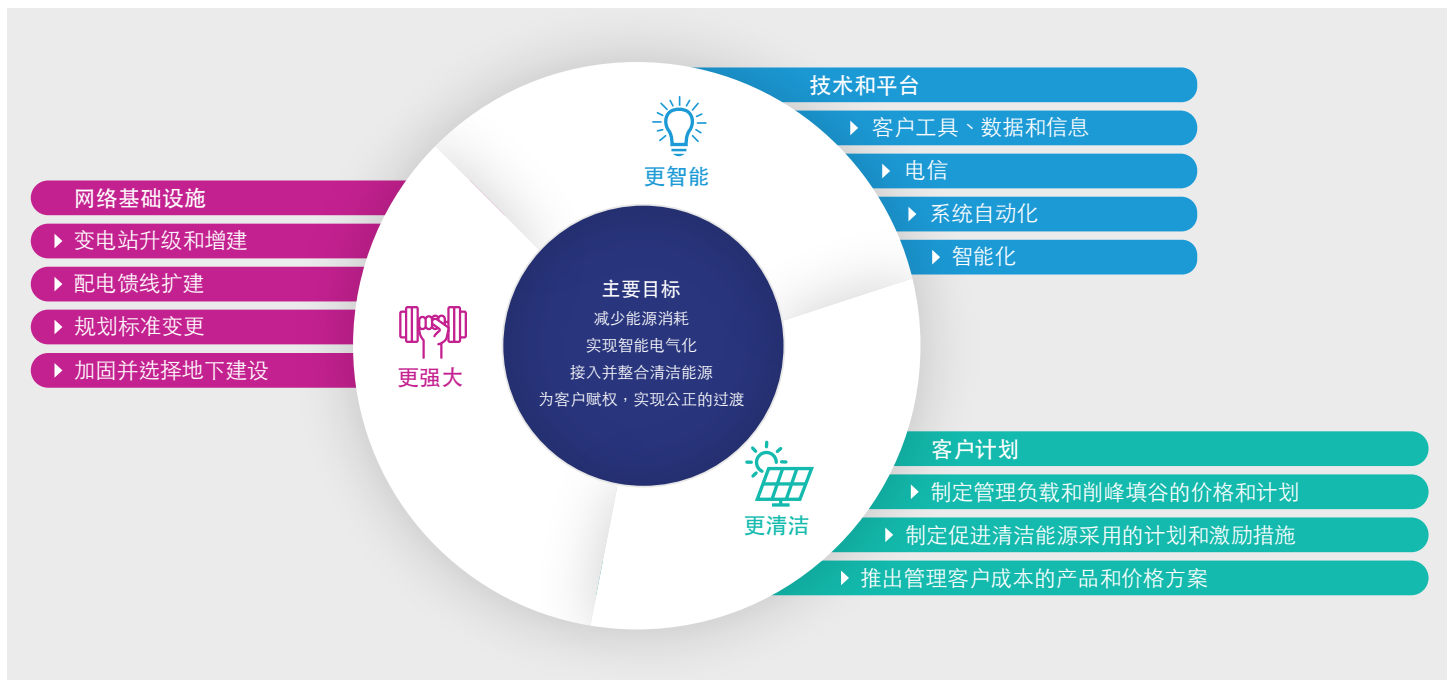 更智能
技术和平台
客户工具、数据和信息
电信
系统自动化
智能化
网络基础设施
变电站升级和增建
配电馈线扩建
规划标准变更
加固并选择地下建设
更强大
主要目标
减少能源消耗
实现智能电气化
接入并整合清洁能源
为客户赋权，实现公正的过渡
更清洁
客户计划
制定管理负载和削峰填谷的价格和计划
制定促进清洁能源采用的计划和激励措施
推出管理客户成本的产品和价格方案